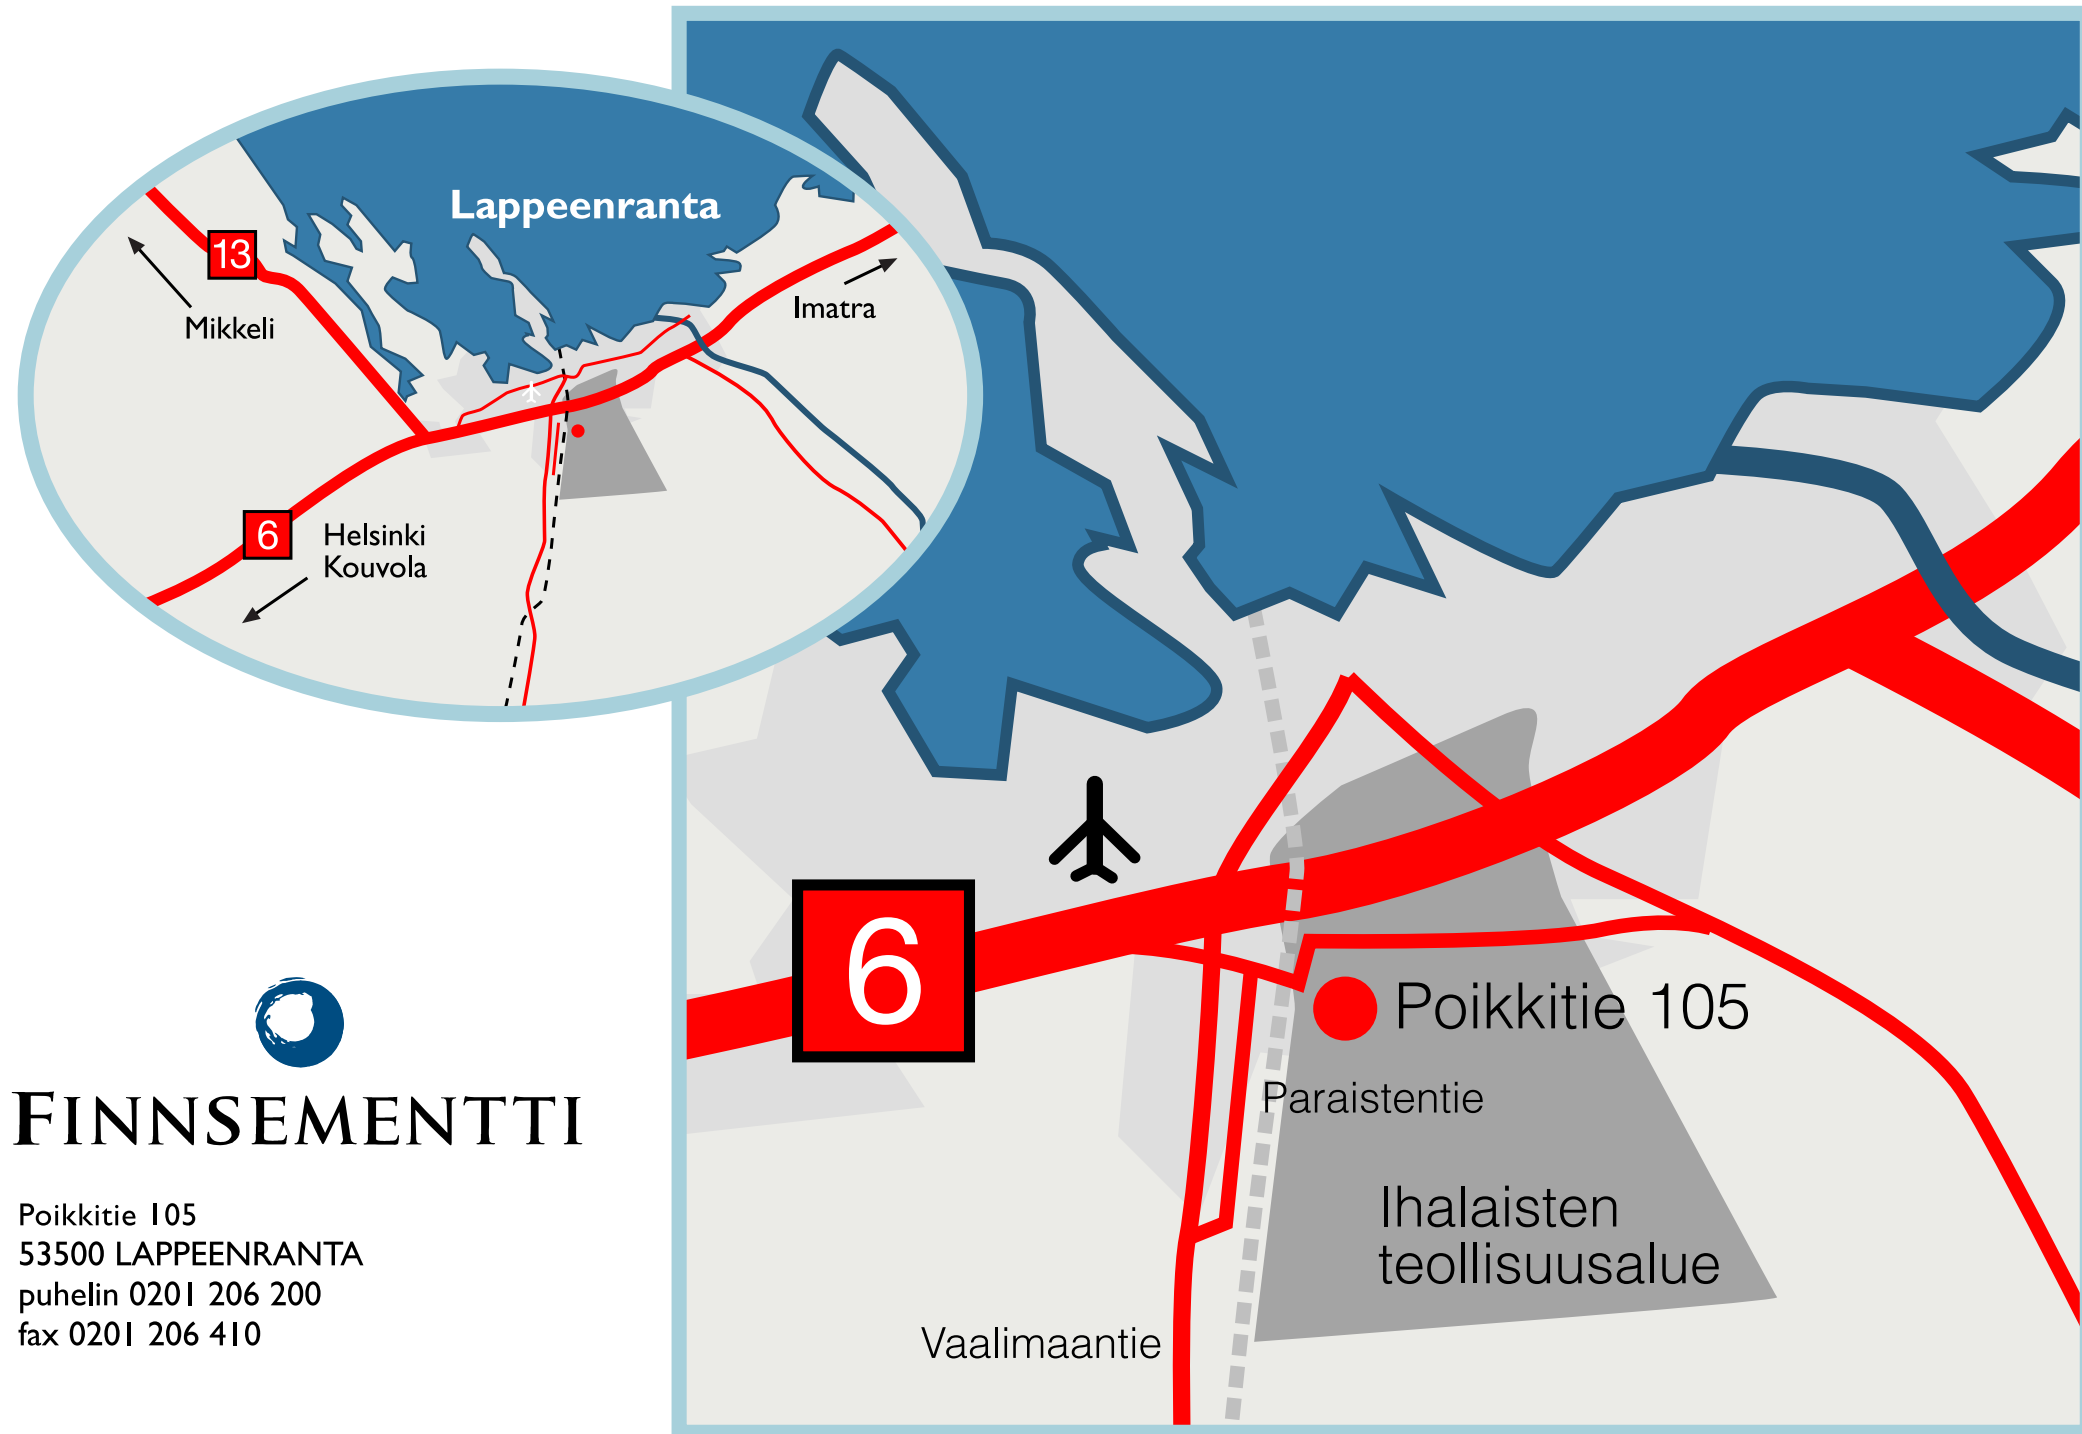 Lappeenranta
13
Mikkeli
Imatra
6
Helsinki
Kouvola
6
Poikkitie 105
Paraistentie
Ihalaisten
teollisuusalue
Vaalimaantie
FINNSEMENTTI
Poikkitie 105
53500 LAPPEENRANTA
puhelin 0201 206 200
fax 0201 206 410